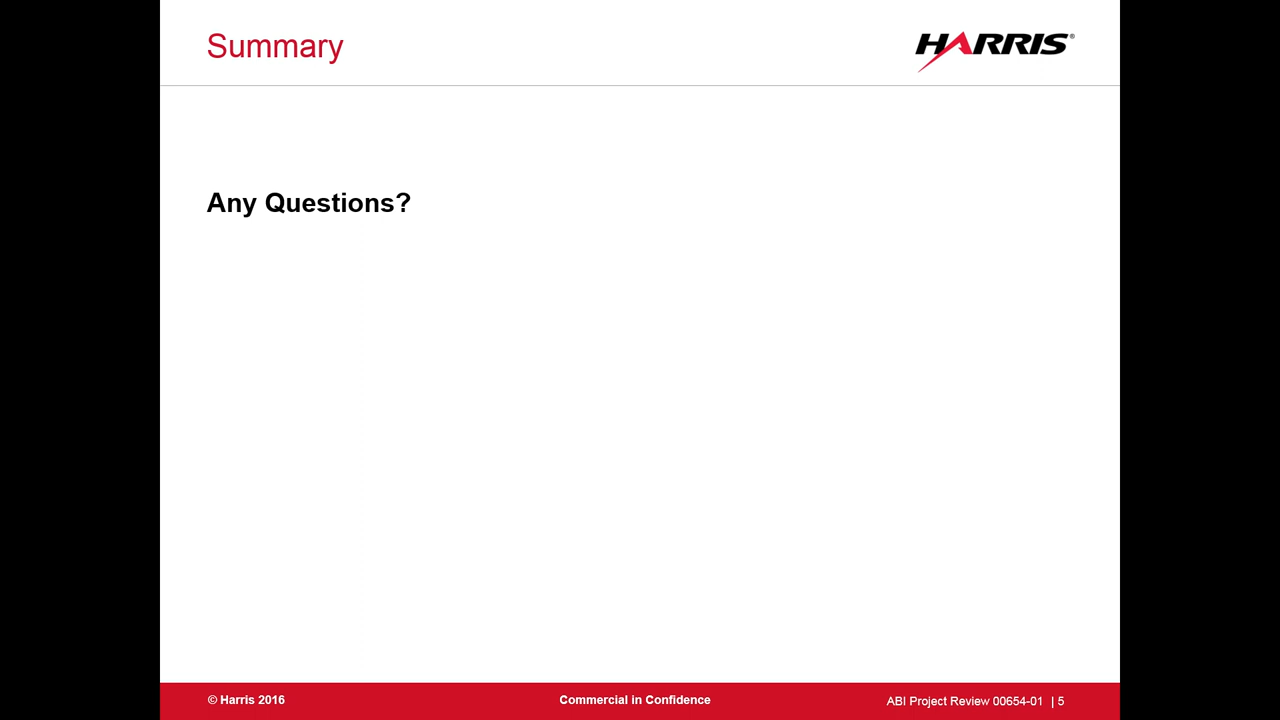 Summary
HARRIS®
Any Questions?
© Harris 2016
Commercial in Confidence
ABI Project Review 00654-01 | 5